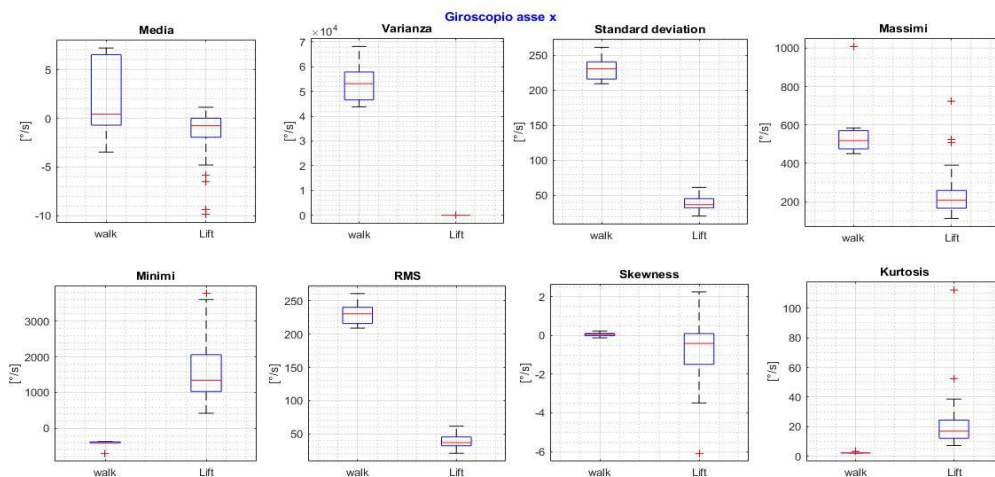 Giroscopio asse x
Media
[°/s]
5
0
-5
-10
walk
Lift
Varianza
×10⁴
[°/s]
7
6
5
4
3
2
1
0
walk
Lift
Standard deviation
[°/s]
250
200
150
100
50
walk
Lift
Massimi
[°/s]
1000
800
600
400
200
walk
Lift
Minimi
[°/s]
3000
2000
1000
0
walk
Lift
RMS
[°/s]
250
200
150
100
50
walk
Lift
Skewness
[°/s]
2
0
-2
-4
-6
walk
Lift
Kurtosis
[°/s]
100
80
60
40
20
0
walk
Lift